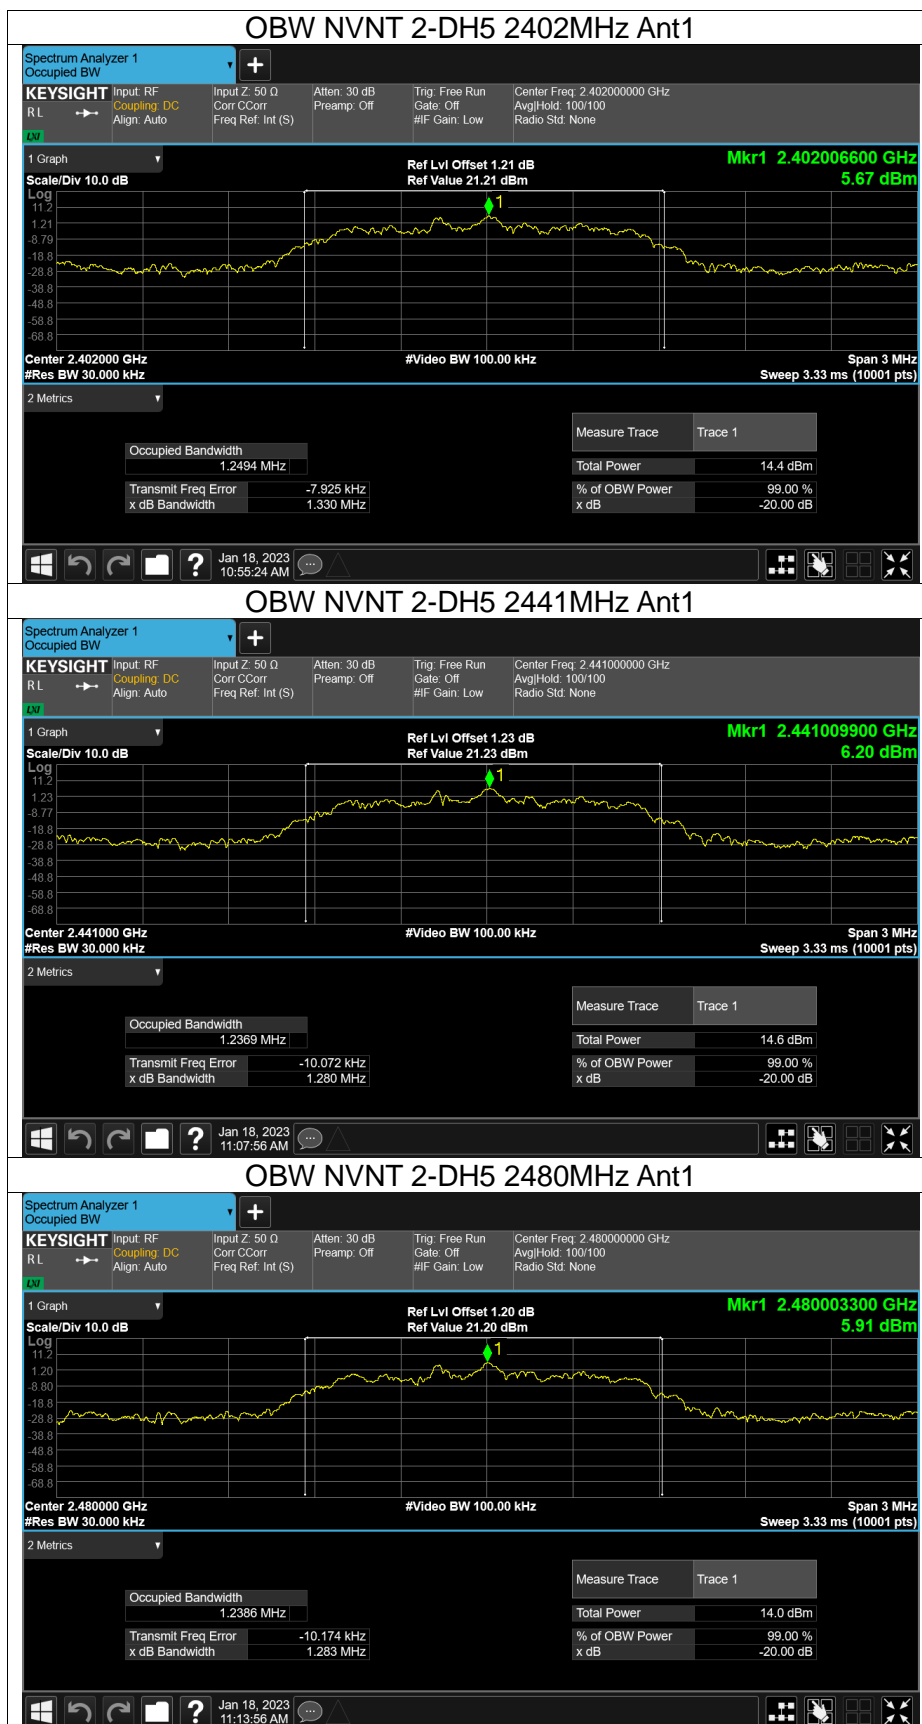 OBW NVNT 2-DH5 2402MHz Ant1
Spectrum Analyzer 1
Occupied BW
KEYSIGHT Input: RF Input Z: 50 Ω Atten: 30 dB Trig: Free Run Center Freq: 2.402000000 GHz
RL Coupling: DC Corr CCorr Preamp: Off Gate: Off Avg|Hold: 100/100
Align: Auto Freq Ref: Int (S) #IF Gain: Low Radio Std: None
LXI
1 Graph Ref Lvl Offset 1.21 dB Mkr1 2.402006600 GHz
Scale/Div 10.0 dB Ref Value 21.21 dBm 5.67 dBm
Log
1
11.2
1.21
-8.79
-18.8
-28.8
-38.8
-48.8
-58.8
-68.8
Center 2.402000 GHz #Video BW 100.00 kHz Span 3 MHz
#Res BW 30.000 kHz Sweep 3.33 ms (10001 pts)
2 Metrics
Measure Trace Trace 1
Occupied Bandwidth
1.2494 MHz Total Power 14.4 dBm
Transmit Freq Error -7.925 kHz % of OBW Power 99.00 %
x dB Bandwidth 1.330 MHz x dB -20.00 dB
Jan 18, 2023
10:55:24 AM
OBW NVNT 2-DH5 2441MHz Ant1
Spectrum Analyzer 1
Occupied BW
KEYSIGHT Input: RF Input Z: 50 Ω Atten: 30 dB Trig: Free Run Center Freq: 2.441000000 GHz
RL Coupling: DC Corr CCorr Preamp: Off Gate: Off Avg|Hold: 100/100
Align: Auto Freq Ref: Int (S) #IF Gain: Low Radio Std: None
LXI
1 Graph Ref Lvl Offset 1.23 dB Mkr1 2.441009900 GHz
Scale/Div 10.0 dB Ref Value 21.23 dBm 6.20 dBm
Log
1
11.2
1.23
-8.77
-18.8
-28.8
-38.8
-48.8
-58.8
-68.8
Center 2.441000 GHz #Video BW 100.00 kHz Span 3 MHz
#Res BW 30.000 kHz Sweep 3.33 ms (10001 pts)
2 Metrics
Measure Trace Trace 1
Occupied Bandwidth
1.2369 MHz Total Power 14.6 dBm
Transmit Freq Error -10.072 kHz % of OBW Power 99.00 %
x dB Bandwidth 1.280 MHz x dB -20.00 dB
Jan 18, 2023
11:07:56 AM
OBW NVNT 2-DH5 2480MHz Ant1
Spectrum Analyzer 1
Occupied BW
KEYSIGHT Input: RF Input Z: 50 Ω Atten: 30 dB Trig: Free Run Center Freq: 2.480000000 GHz
RL Coupling: DC Corr CCorr Preamp: Off Gate: Off Avg|Hold: 100/100
Align: Auto Freq Ref: Int (S) #IF Gain: Low Radio Std: None
LXI
1 Graph Ref Lvl Offset 1.20 dB Mkr1 2.480003300 GHz
Scale/Div 10.0 dB Ref Value 21.20 dBm 5.91 dBm
Log
1
11.2
1.20
-8.80
-18.8
-28.8
-38.8
-48.8
-58.8
-68.8
Center 2.480000 GHz #Video BW 100.00 kHz Span 3 MHz
#Res BW 30.000 kHz Sweep 3.33 ms (10001 pts)
2 Metrics
Measure Trace Trace 1
Occupied Bandwidth
1.2386 MHz Total Power 14.0 dBm
Transmit Freq Error -10.174 kHz % of OBW Power 99.00 %
x dB Bandwidth 1.283 MHz x dB -20.00 dB
Jan 18, 2023
11:13:56 AM